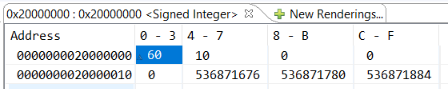 0x20000000 : 0x20000000 <Signed Integer> New Renderings...
Address 0 - 3 4 - 7 8 - B C - F
0000000020000000 60 10 0 0
0000000020000010 0 536871676 536871780 536871884